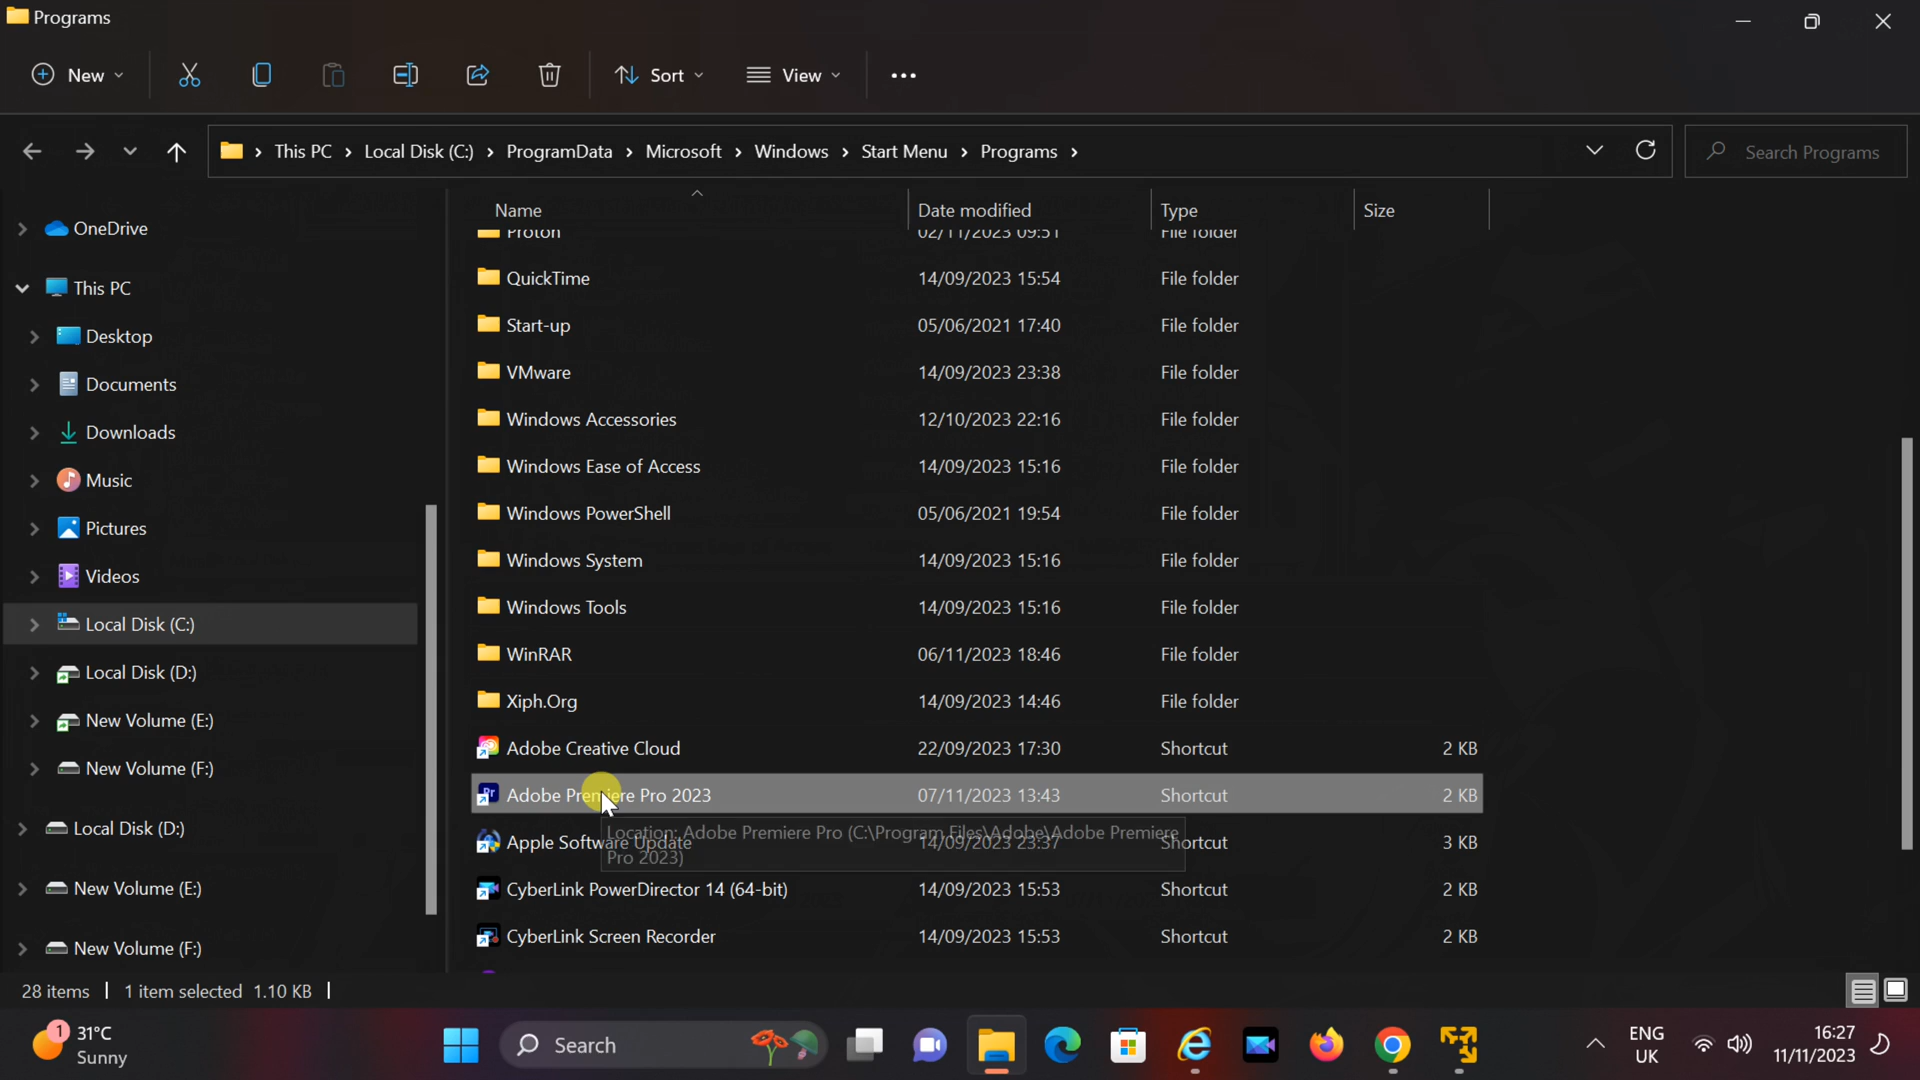 Programs
New
Sort
View
This PC › Local Disk (C:) › ProgramData › Microsoft › Windows › Start Menu › Programs ›
Search Programs
Name Date modified Type Size
OneDrive
This PC
Desktop
Documents
Downloads
Music
Pictures
Videos
Local Disk (C:)
Local Disk (D:)
New Volume (E:)
New Volume (F:)
Local Disk (D:)
New Volume (E:)
New Volume (F:)
Proton 02/11/2023 09:51 File folder
QuickTime 14/09/2023 15:54 File folder
Start-up 05/06/2021 17:40 File folder
VMware 14/09/2023 23:38 File folder
Windows Accessories 12/10/2023 22:16 File folder
Windows Ease of Access 14/09/2023 15:16 File folder
Windows PowerShell 05/06/2021 19:54 File folder
Windows System 14/09/2023 15:16 File folder
Windows Tools 14/09/2023 15:16 File folder
WinRAR 06/11/2023 18:46 File folder
Xiph.Org 14/09/2023 14:46 File folder
Adobe Creative Cloud 22/09/2023 17:30 Shortcut 2 KB
Pr Adobe Premiere Pro 2023 07/11/2023 13:43 Shortcut 2 KB
Location: Adobe Premiere Pro (C:\Program Files\Adobe\Adobe Premiere
Pro 2023)
Apple Software Update 14/09/2023 23:37 Shortcut 3 KB
CyberLink PowerDirector 14 (64-bit) 14/09/2023 15:53 Shortcut 2 KB
CyberLink Screen Recorder 14/09/2023 15:53 Shortcut 2 KB
28 items 1 item selected 1.10 KB
1
31°C
Sunny
Search
ENG
UK
16:27
11/11/2023